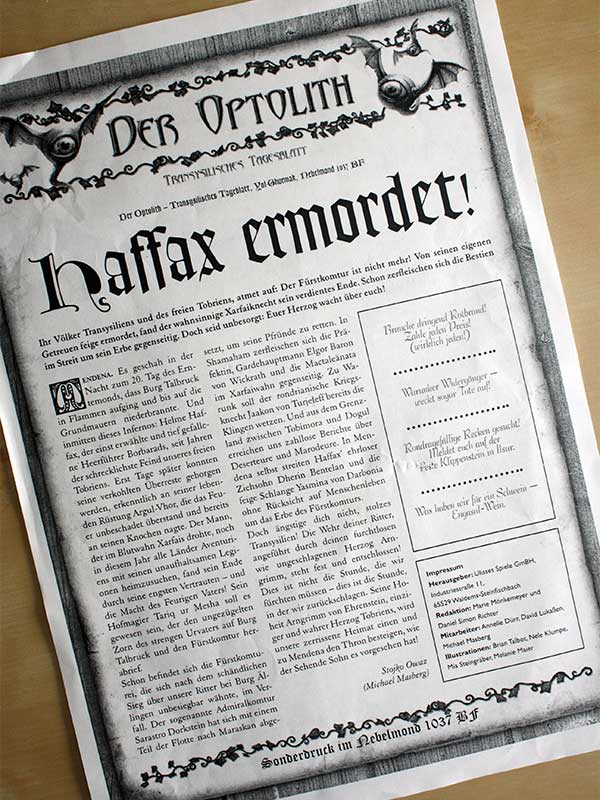 Der Optolith
Transysilisches Tagesblatt
Der Optolith – Transysilisches Tageblatt, Yol-Ghurmak, Nebelmond 1037 BF
Haffax ermordet!
Ihr Völker Transysiliens und des freien Tobriens, atmet auf: Der Fürstkomtur ist nicht mehr! Von seinen eigenen
Getreuen feige ermordet, fand der wahnsinnige Xarfaiknecht sein verdientes Ende. Schon zerfleischen sich die Bestien
im Streit um sein Erbe gegenseitig. Doch seid unbesorgt: Euer Herzog wacht über euch!
MENDENA. Es geschah in der
Nacht zum 20. Tag des Ern-
temonds, dass Burg Talbruck
in Flammen aufging und bis auf die
Grundmauern niederbrannte. Und
inmitten dieses Infernos: Helme Haf-
fax, der einst erwählte und tief gefalle-
ne Heerführer Borbarads, seit Jahren
der schrecklichste Feind unseres freien
Tobriens. Erst Tage später konnten
seine verkohlten Überreste geborgen
werden, erkenntlich an seiner leben-
den Rüstung Argul-Vhor, die das Feu-
er unbeschadet überstand und bereits
an seinen Knochen nagte. Der Mann,
der im Blutwahn Xarfais drohte, noch
in diesem Jahr alle Länder Aventuri-
ens mit seinen unaufhaltsamen Legi-
onen heimzusuchen, fand sein Ende
durch seine engsten Vertrauten – und
die Macht des Feurigen Vaters! Sein
Hofmagier Tariq ur Mesha soll es
gewesen sein, der den ungezügelten
Zorn des strengen Urvaters auf Burg
Talbruck und den Fürstkomtur her-
abrief.
Schon befindet sich die Fürstkomtu-
rei, die sich nach dem schändlichen
Sieg über unsere Ritter bei Burg Äl-
lingen unbesiegbar wähnte, im Ver-
fall. Der sogenannte Admiralkomtur
Sarastro Dorkstein hat sich mit einem
Teil der Flotte nach Maraskan abge-
setzt, um seine Pfründe zu retten. In
Shamaham zerfleischen sich die Prä-
fektin, Gardehauptmann Elgor Baron
von Wickrath und die Mactaleänata
im Xarfaiwahn gegenseitig. Zu Wa-
runk soll der rondrianische Kriegs-
knecht Jaakon von Turjeleff bereits die
Klingen wetzen. Und aus dem Grenz-
land zwischen Tobimora und Dogul
erreichen uns zahllose Berichte über
Deserteure und Marodeure. In Men-
dena selbst streiten Haffax' ehrloser
Ziehsohn Dherin Bentelan und die
feige Schlange Yasmina von Darbonia
ohne Rücksicht auf Menschenleben
um das Erbe des Fürstkomturs.
Doch ängstige dich nicht, stolzes
Transysilien! Die Wehr deiner Ritter,
angeführt durch deinen furchtlosen
wie ungeschlagenen Herzog Arn-
grimm, steht fest und entschlossen!
Dies ist nicht die Stunde, die wir
fürchten müssen – dies ist die Stunde,
in der wir zurückschlagen. Seine Ho-
heit Arngrimm von Ehrenstein, einzi-
ger und wahrer Herzog Tobriens, wird
unsere zerrissene Heimat einen und
zu Mendena den Thron besteigen, wie
der Sehende Sohn es vorgesehen hat!
Stojko Owaz
(Michael Masberg)
Brauche dringend Rotbrand!
Zahle jeden Preis!
(wirklich jeden!)
Warunker Widergänger –
weckt sogar Tote auf!
Rondragefällige Recken gesucht!
Meldet euch auf der
Feste Klippenstein in Ilsur.
Was haben wir für ein Schwein –
Engasal-Wein.
Impressum
Herausgeber: Ulisses Spiele GmbH,
Industriestraße 11,
65529 Waldems-Steinfischbach
Redaktion: Marie Mönkemeyer und
Daniel Simon Richter
Mitarbeiter: Annelie Dürr, David Lukaßen,
Michael Masberg
Illustrationen: Brian Talbot, Nele Klumpe,
Mia Steingräber, Melanie Maier
Sonderdruck im Nebelmond 1037 BF